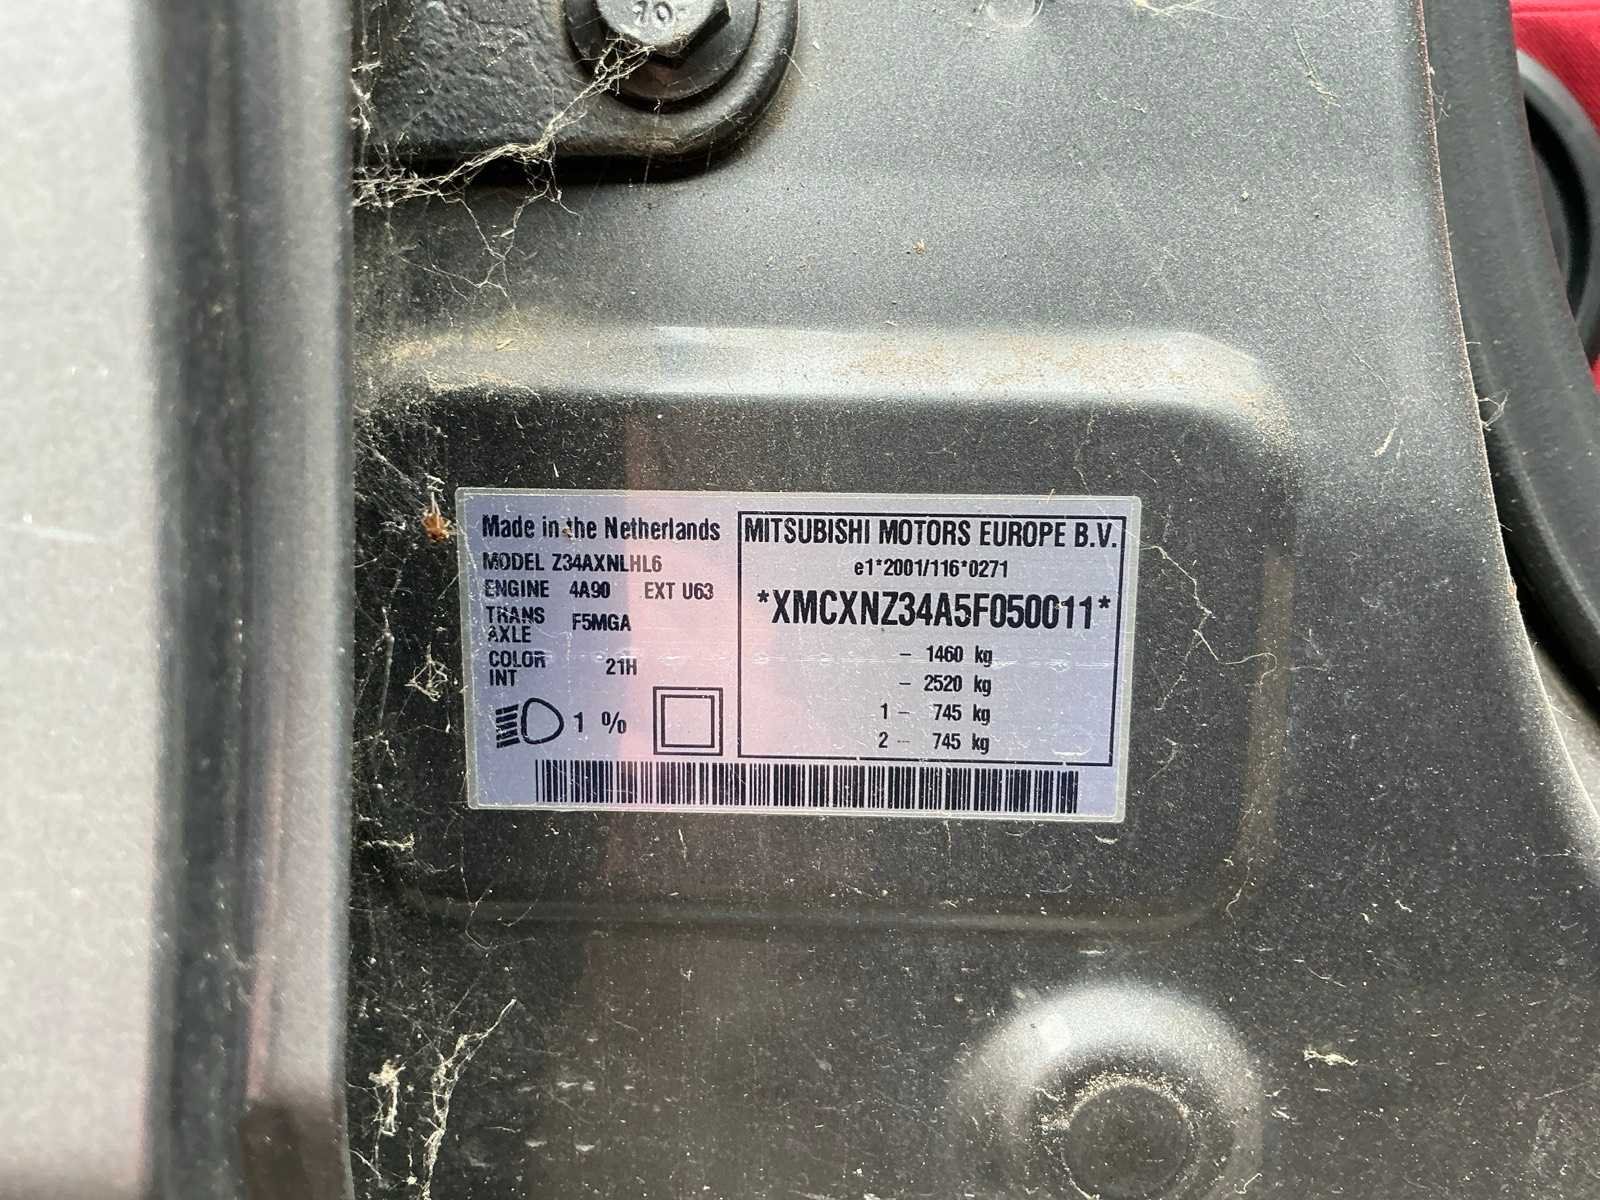 10
Made in the Netherlands
MODEL Z34AXNLHL6
ENGINE 4A90 EXT U63
TRANS AXLE F5MGA
COLOR INT 21H
1 %
MITSUBISHI MOTORS EUROPE B.V.
e1*2001/116*0271
*XMCXNZ34A5F050011*
- 1460 kg
- 2520 kg
1 - 745 kg
2 - 745 kg